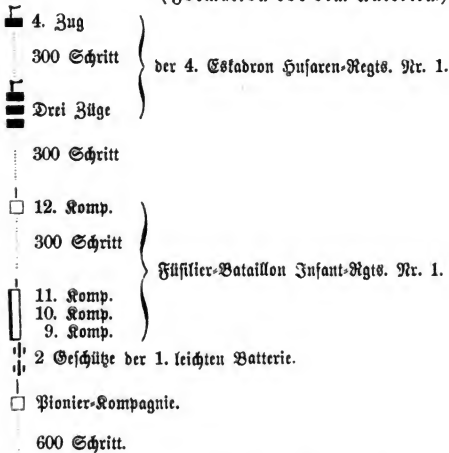 4. Zug
300 Schritt
der 4. Eskadron Husaren-Regts. Nr. 1.
Drei Züge
300 Schritt
12. Komp.
300 Schritt
Füsilier-Bataillon Infant-Rgts. Nr. 1.
11. Komp.
10. Komp.
9. Komp.
2 Geschütze der 1. leichten Batterie.
Pionier-Kompagnie.
600 Schritt.